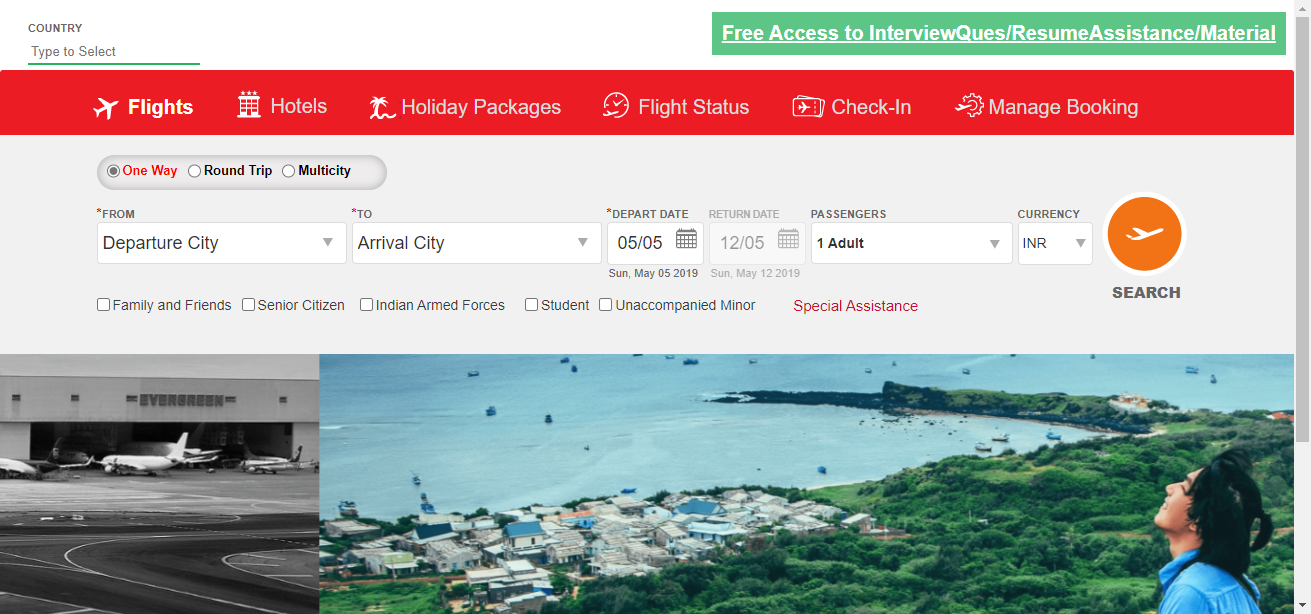 COUNTRY
Type to Select
Free Access to InterviewQues/ResumeAssistance/Material
Flights
Hotels
Holiday Packages
Flight Status
Check-In
Manage Booking
One Way
Round Trip
Multicity
*FROM
*TO
*DEPART DATE
RETURN DATE
PASSENGERS
CURRENCY
Departure City
Arrival City
05/05
12/05
1 Adult
INR
Sun, May 05 2019
Sun, May 12 2019
SEARCH
Family and Friends
Senior Citizen
Indian Armed Forces
Student
Unaccompanied Minor
Special Assistance
EVERGREEN